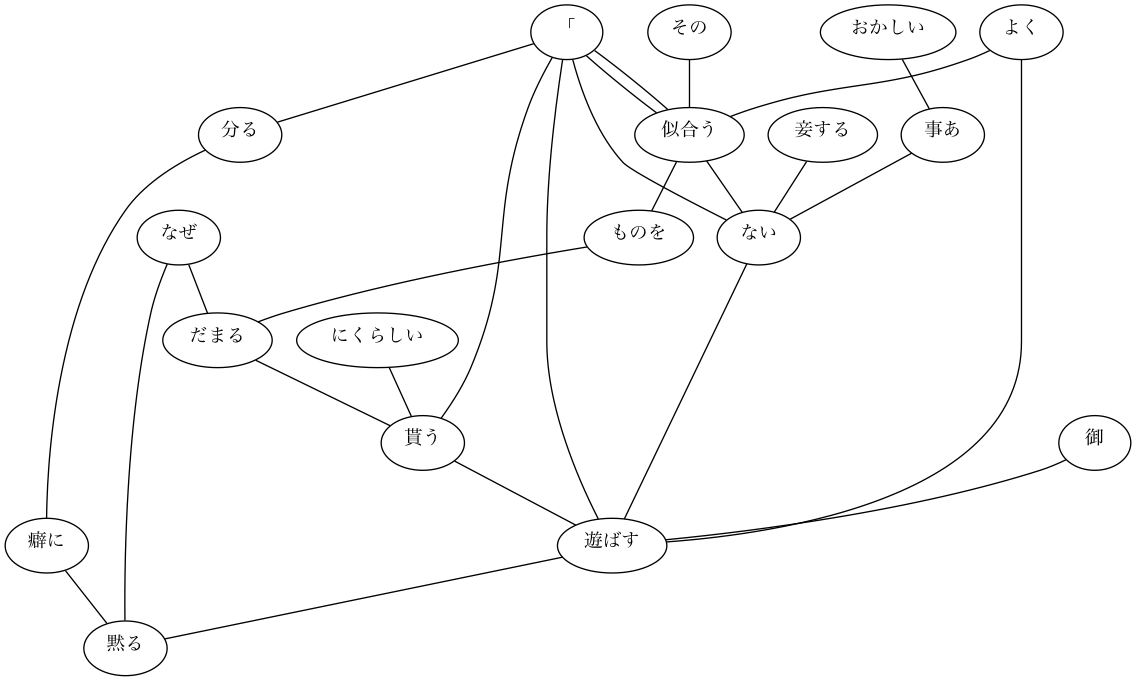 「
その
おかしい
よく
分る
似合う
妾する
事あ
なぜ
ものを
ない
だまる
にくらしい
貰う
御
癖に
遊ばす
黙る